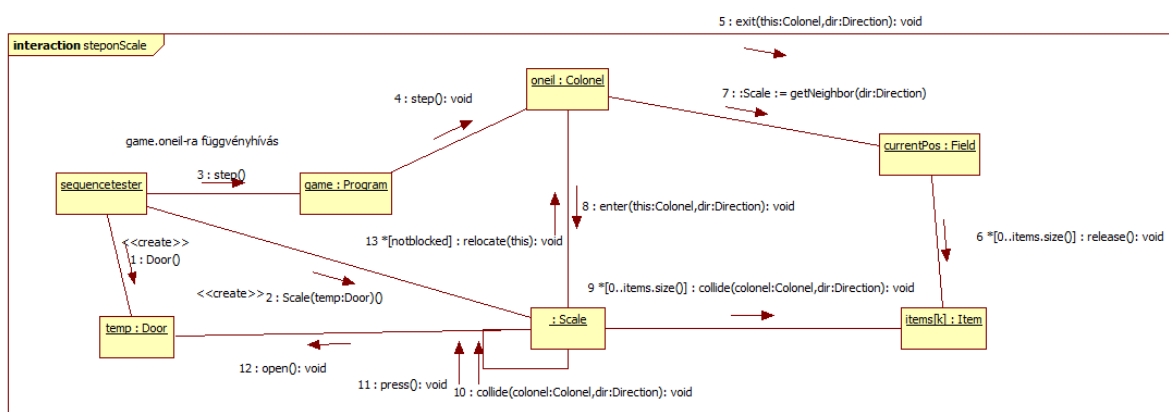 5 : exit(this:Colonel,dir:Direction): void
interaction steponScale
oneil : Colonel
4 : step(): void
7 : :Scale := getNeighbor(dir:Direction)
game.oneil-ra függvényhívás
currentPos : Field
3 : step()
sequencetester
game : Program
8 : enter(this:Colonel,dir:Direction): void
<<create>>
1 : Door()
13 *[notblocked] : relocate(this): void
6 *[0..items.size()] : release(): void
<<create>>
2 : Scale(temp:Door)()
9 *[0..items.size()] : collide(colonel:Colonel,dir:Direction): void
temp : Door
: Scale
items[k] : Item
12 : open(): void
11 : press(): void
10 : collide(colonel:Colonel,dir:Direction): void